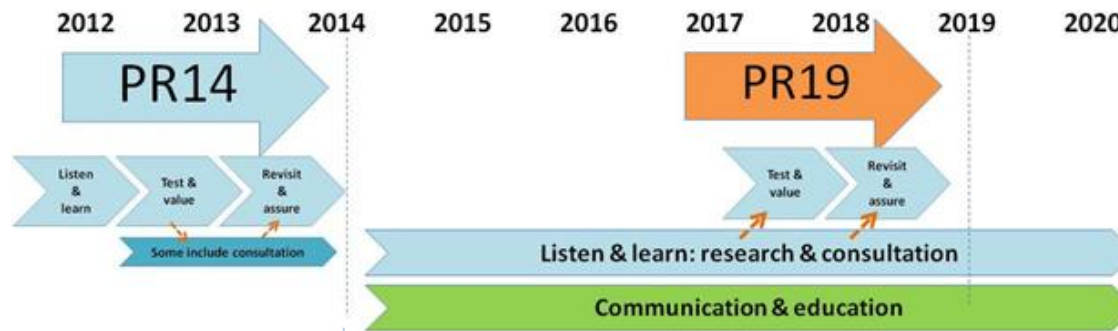 2012 2013 2014 2015 2016 2017 2018 2019 2020
PR14
PR19
Listen
&
learn
Test &
value
Revisit
&
assure
Test &
value
Revisit
&
assure
Some include consultation
Listen & learn: research & consultation
Communication & education